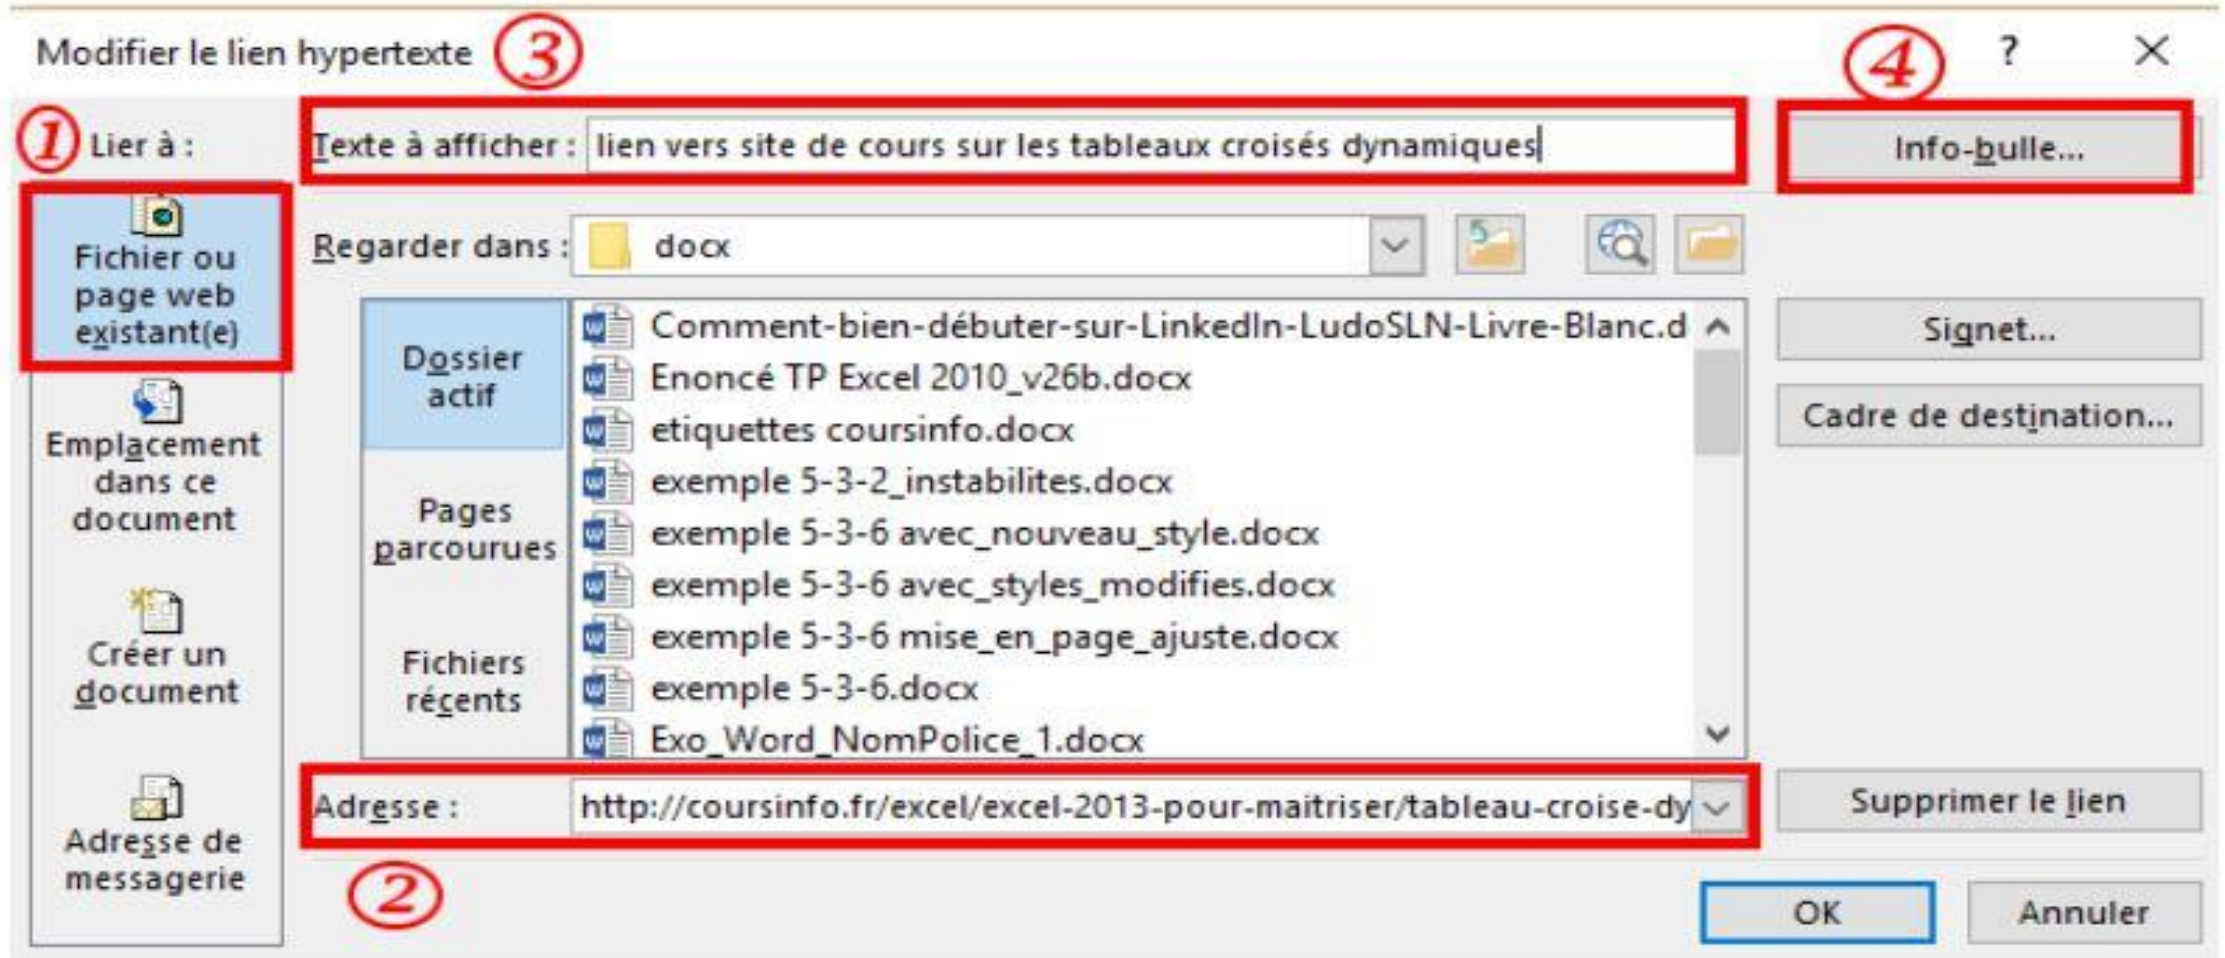 Modifier le lien hypertexte
3
4
?
1
Lier à :
Texte à afficher : lien vers site de cours sur les tableaux croisés dynamiques
Info-bulle...
Fichier ou
page web
existant(e)
Emplacement
dans ce
document
Créer un
document
Adresse de
messagerie
Regarder dans : docx
Dossier
actif
Pages
parcourues
Fichiers
récents
Comment-bien-débuter-sur-LinkedIn-LudoSLN-Livre-Blanc.d
Enoncé TP Excel 2010_v26b.docx
etiquettes coursinfo.docx
exemple 5-3-2_instabilites.docx
exemple 5-3-6 avec_nouveau_style.docx
exemple 5-3-6 avec_styles_modifies.docx
exemple 5-3-6 mise_en_page_ajuste.docx
exemple 5-3-6.docx
Exo_Word_NomPolice_1.docx
Signet...
Cadre de destination...
Adresse : http://coursinfo.fr/excel/excel-2013-pour-maitriser/tableau-croise-dy
Supprimer le lien
2
OK
Annuler